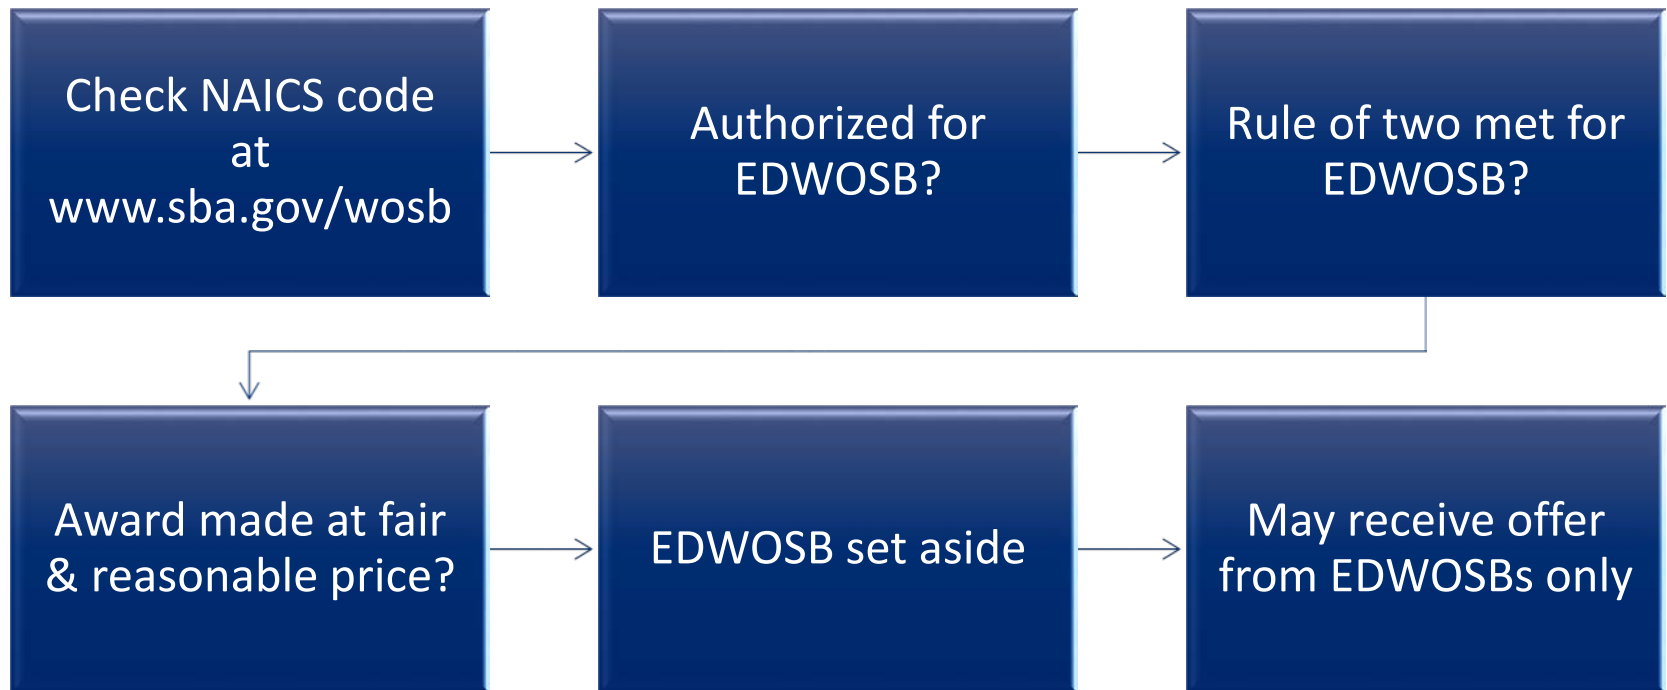 Check NAICS code
at
www.sba.gov/wosb
Authorized for
EDWOSB?
Rule of two met for
EDWOSB?
Award made at fair
& reasonable price?
EDWOSB set aside
May receive offer
from EDWOSBs only